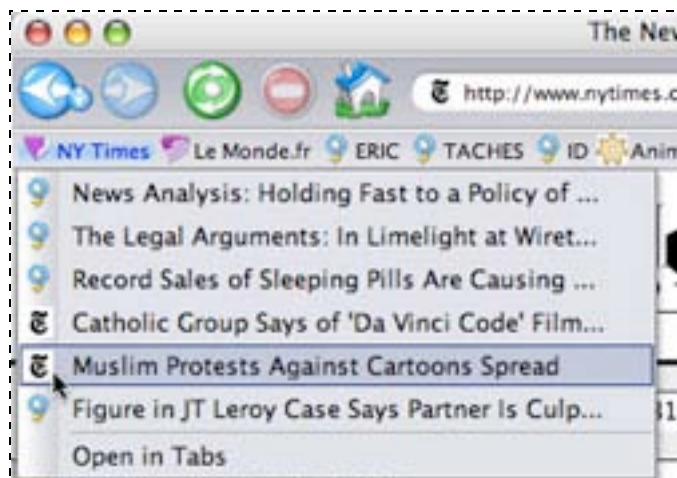 The New
http://www.nytimes.c
NY Times Le Monde.fr ERIC TACHES ID Anim
News Analysis: Holding Fast to a Policy of ...
The Legal Arguments: In Limelight at Wiret...
Record Sales of Sleeping Pills Are Causing ...
Catholic Group Says of 'Da Vinci Code' Film...
Muslim Protests Against Cartoons Spread
Figure in JT Leroy Case Says Partner Is Culp...
Open in Tabs